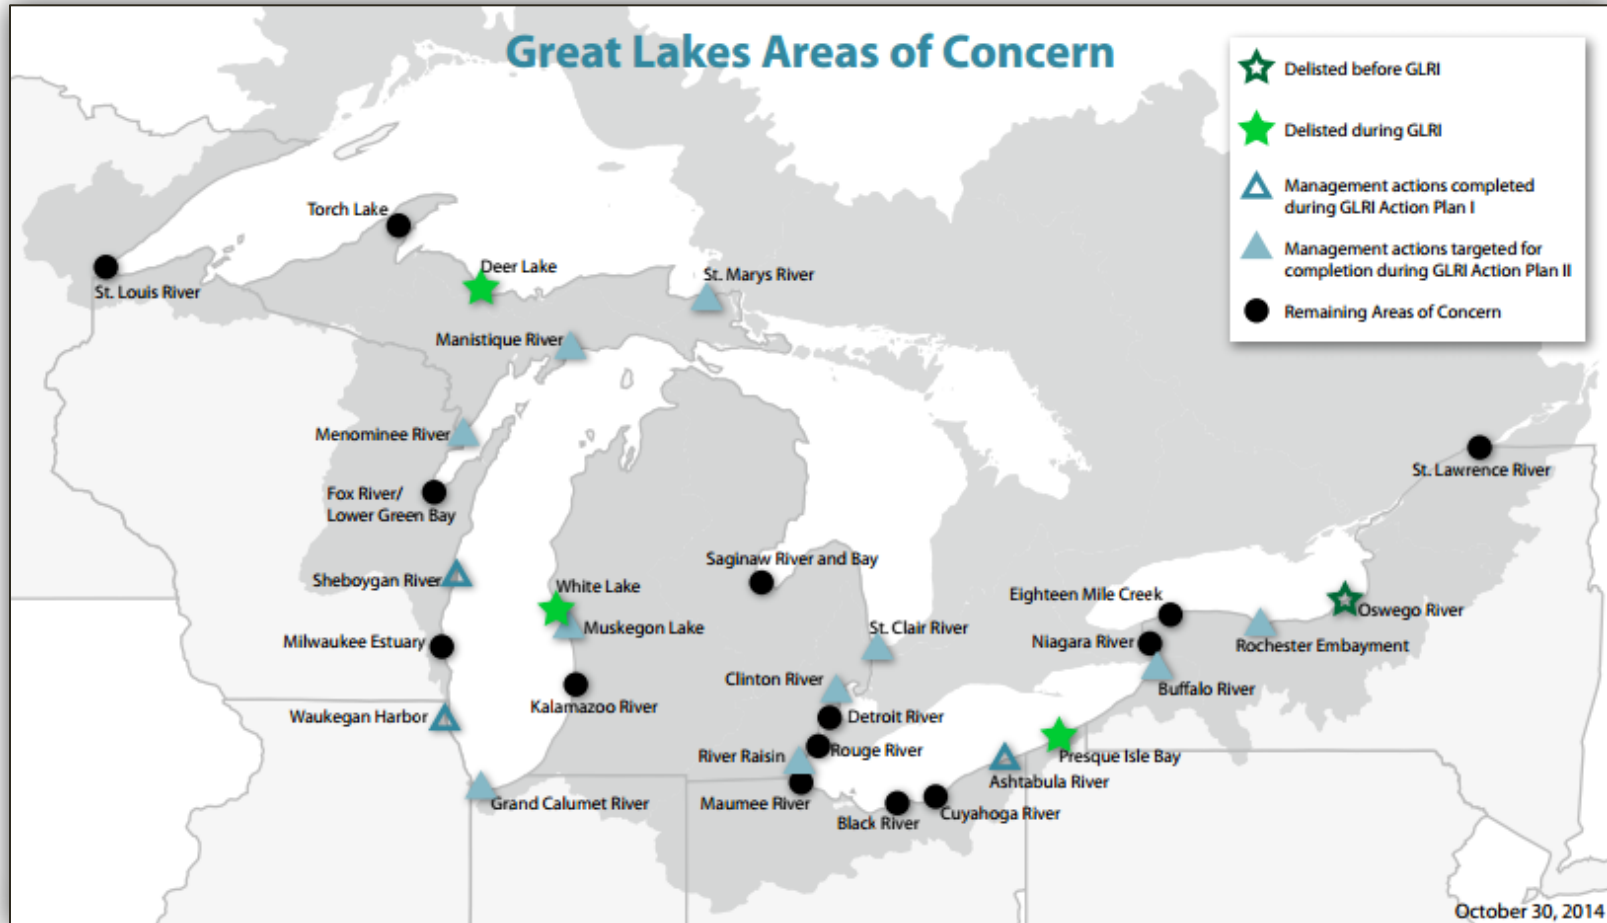 Great Lakes Areas of Concern
Delisted before GLRI
Delisted during GLRI
Management actions completed
during GLRI Action Plan I
Management actions targeted for
completion during GLRI Action Plan II
Remaining Areas of Concern
Torch Lake
St. Louis River
Deer Lake
St. Marys River
Manistique River
Menominee River
Fox River/
Lower Green Bay
St. Lawrence River
Sheboygan River
White Lake
Muskegon Lake
Saginaw River and Bay
Eighteen Mile Creek
Oswego River
Milwaukee Estuary
St. Clair River
Niagara River
Rochester Embayment
Clinton River
Buffalo River
Kalamazoo River
Waukegan Harbor
Detroit River
Rouge River
River Raisin
Presque Isle Bay
Ashtabula River
Grand Calumet River
Maumee River
Black River
Cuyahoga River
October 30, 2014